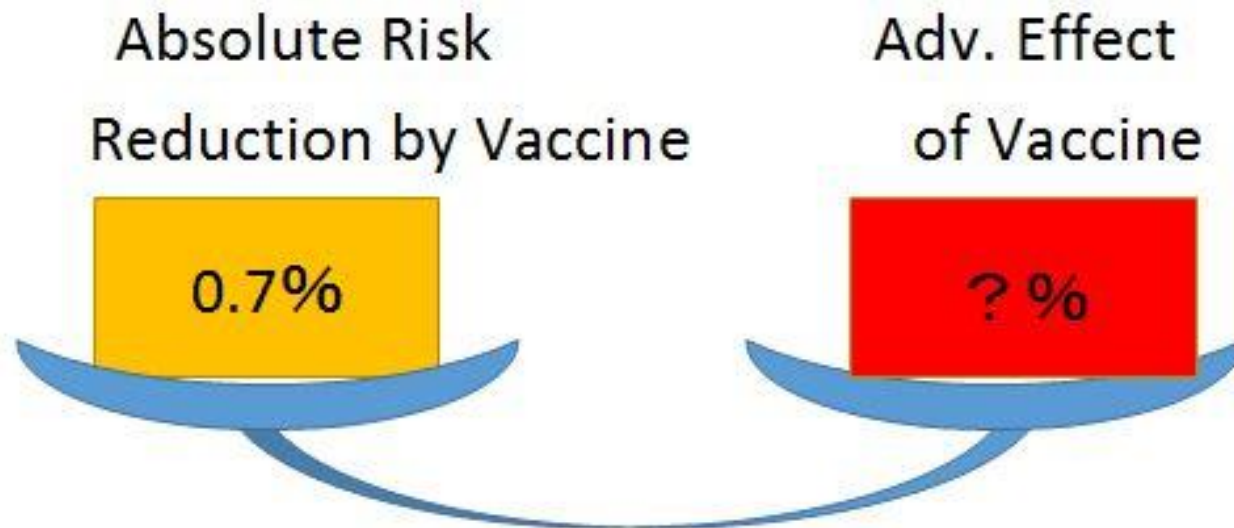 Absolute Risk
Reduction by Vaccine
Adv. Effect
of Vaccine
0.7%
? %